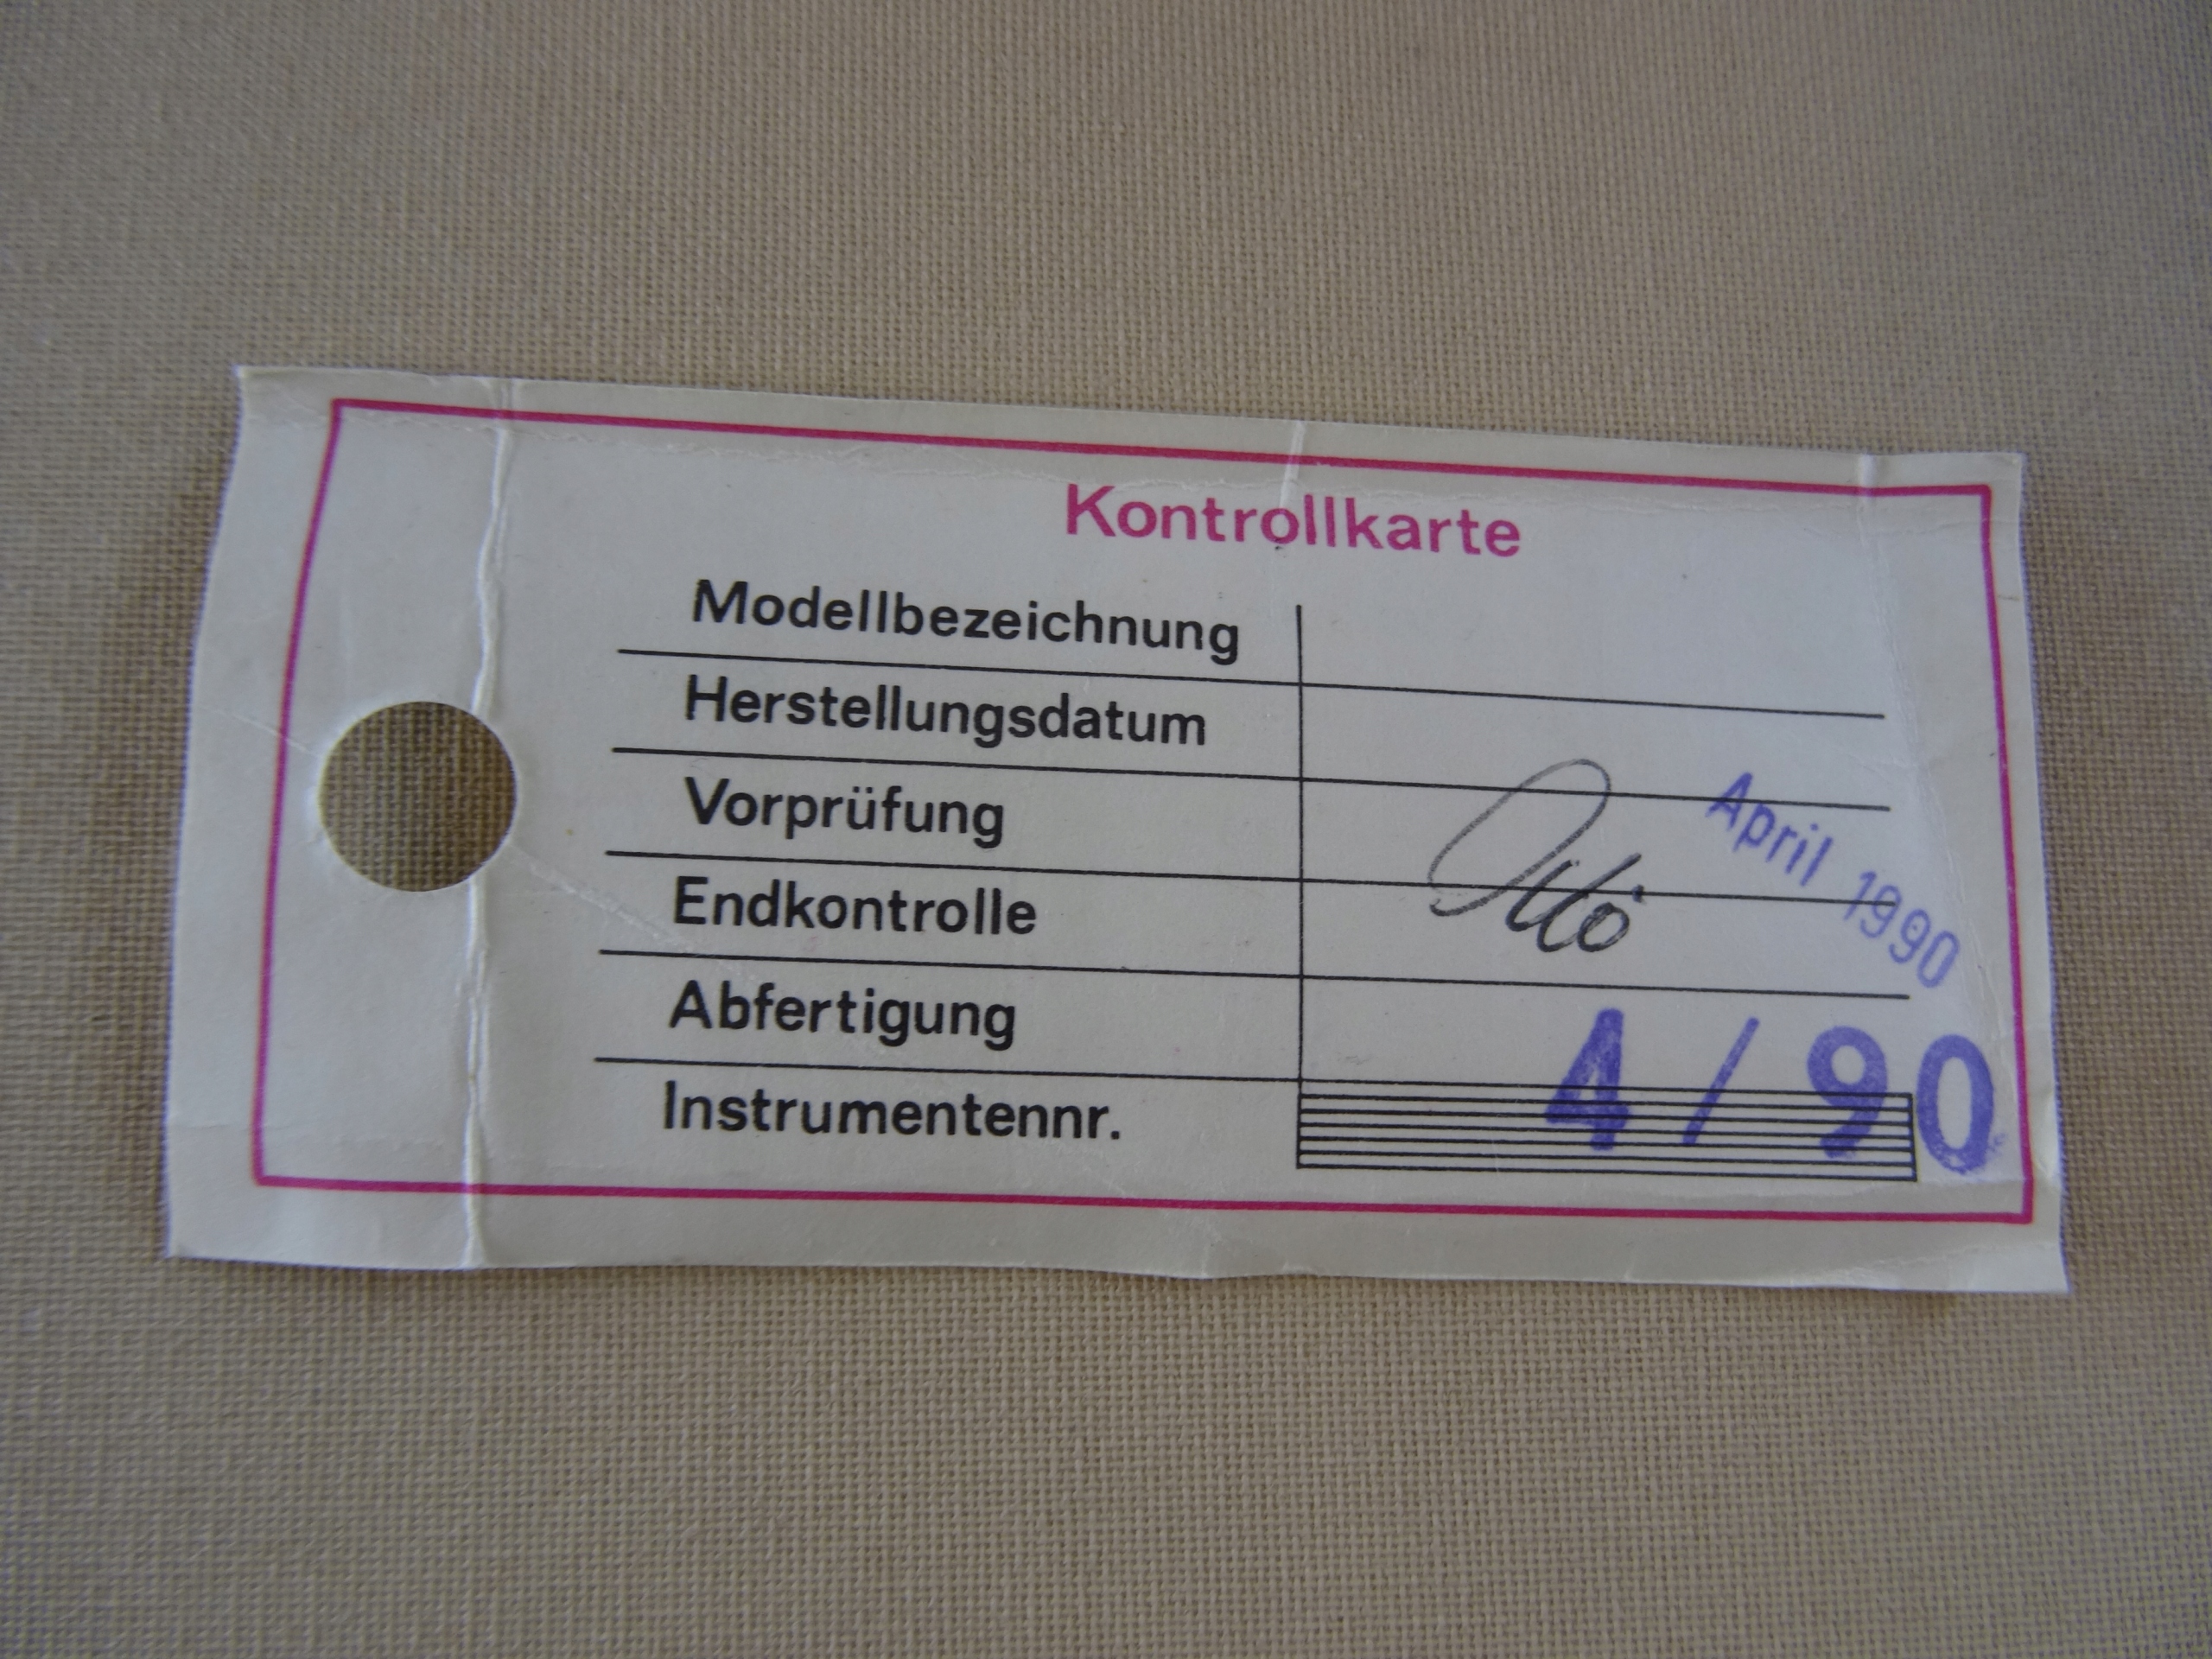 Kontrollkarte
Modellbezeichnung
Herstellungsdatum
Vorprüfung
April 1990
Endkontrolle
Abfertigung
4/90
Instrumentennr.